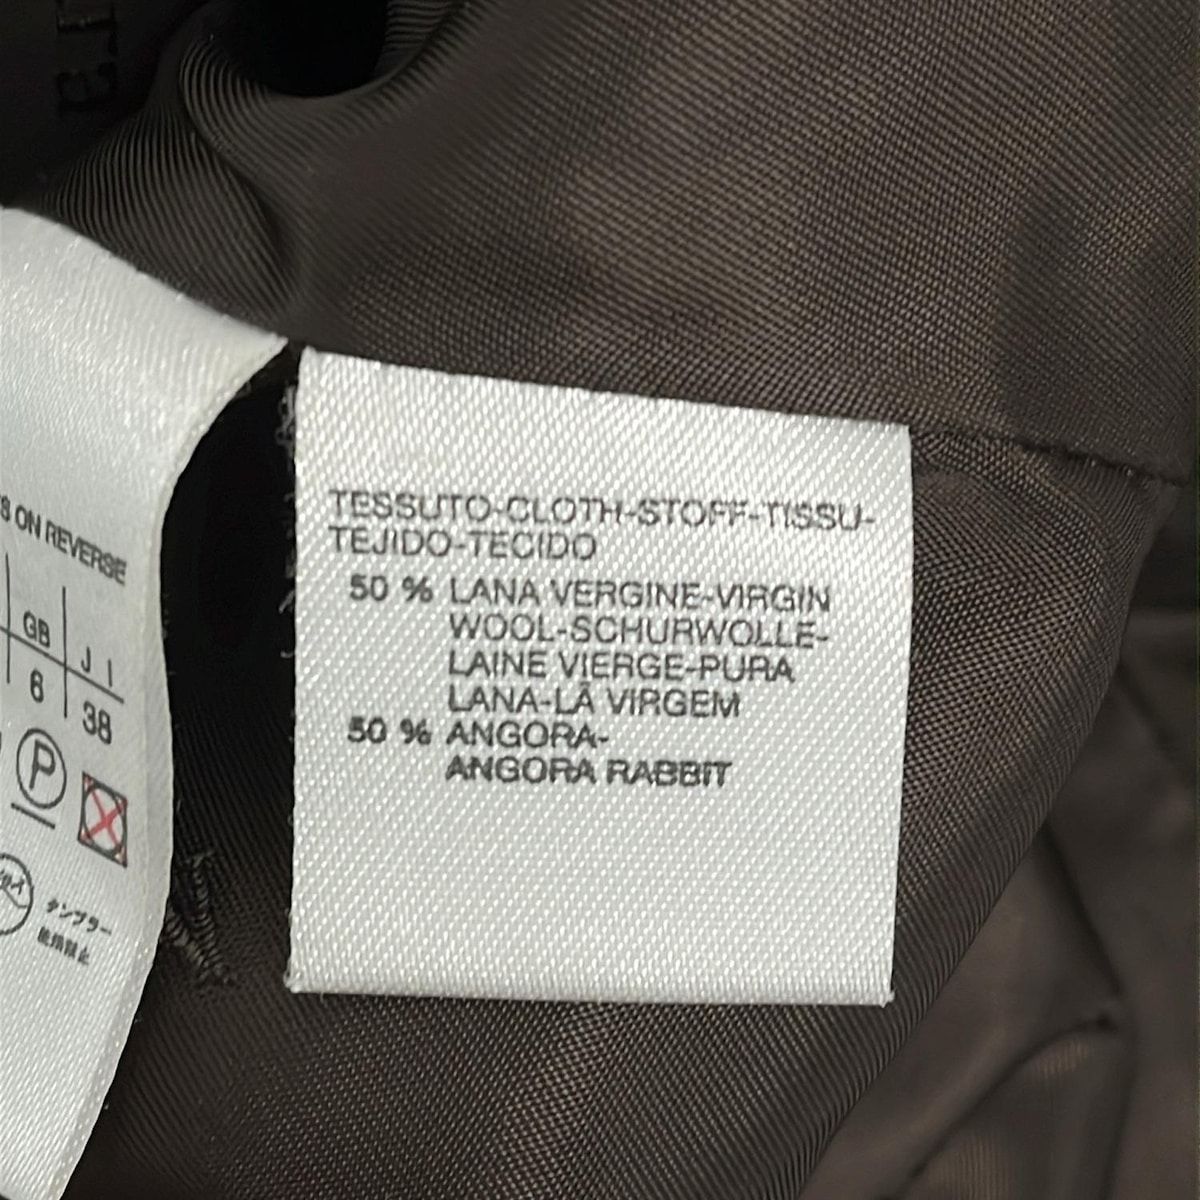 TESSUTO-CLOTH-STOFF-TISSU-
TEJIDO-TECIDO
50 % LANA VERGINE-VIRGIN
WOOL-SCHURWOLLE-
LAINE VIERGE-PURA
LANA-LÃ VIRGEM
50 % ANGORA-
ANGORA RABBIT
ON REVERSE
GB J I
6 38
P
タンブラー
乾燥禁止